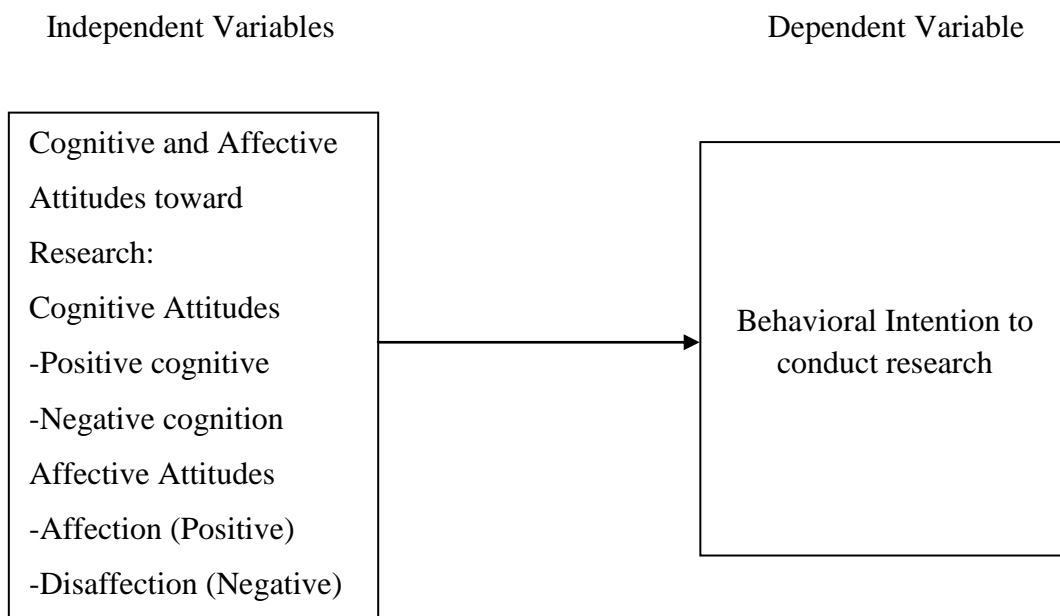 Independent Variables
Dependent Variable
Cognitive and Affective
Attitudes toward
Research:
Cognitive Attitudes
-Positive cognitive
-Negative cognition
Affective Attitudes
-Affection (Positive)
-Disaffection (Negative)
Behavioral Intention to
conduct research